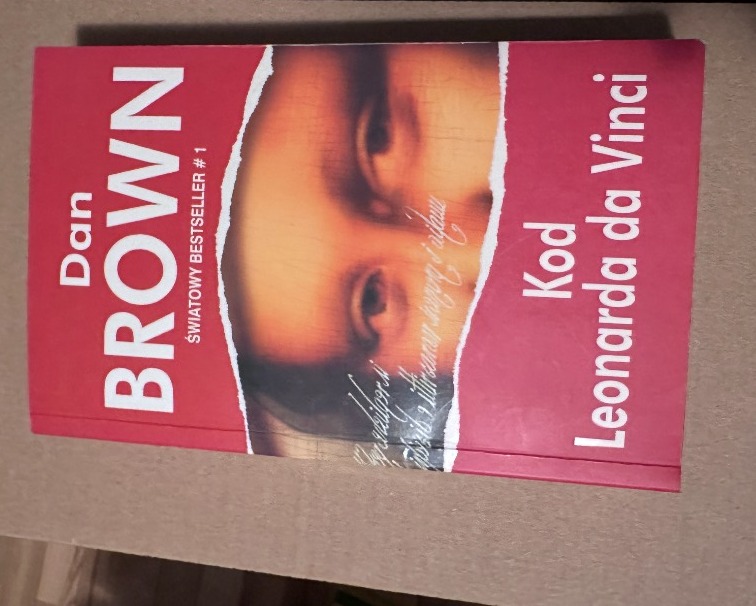 Dan
BROWN
ŚWIATOWY BESTSELLER # 1
Kod
Leonarda da Vinci